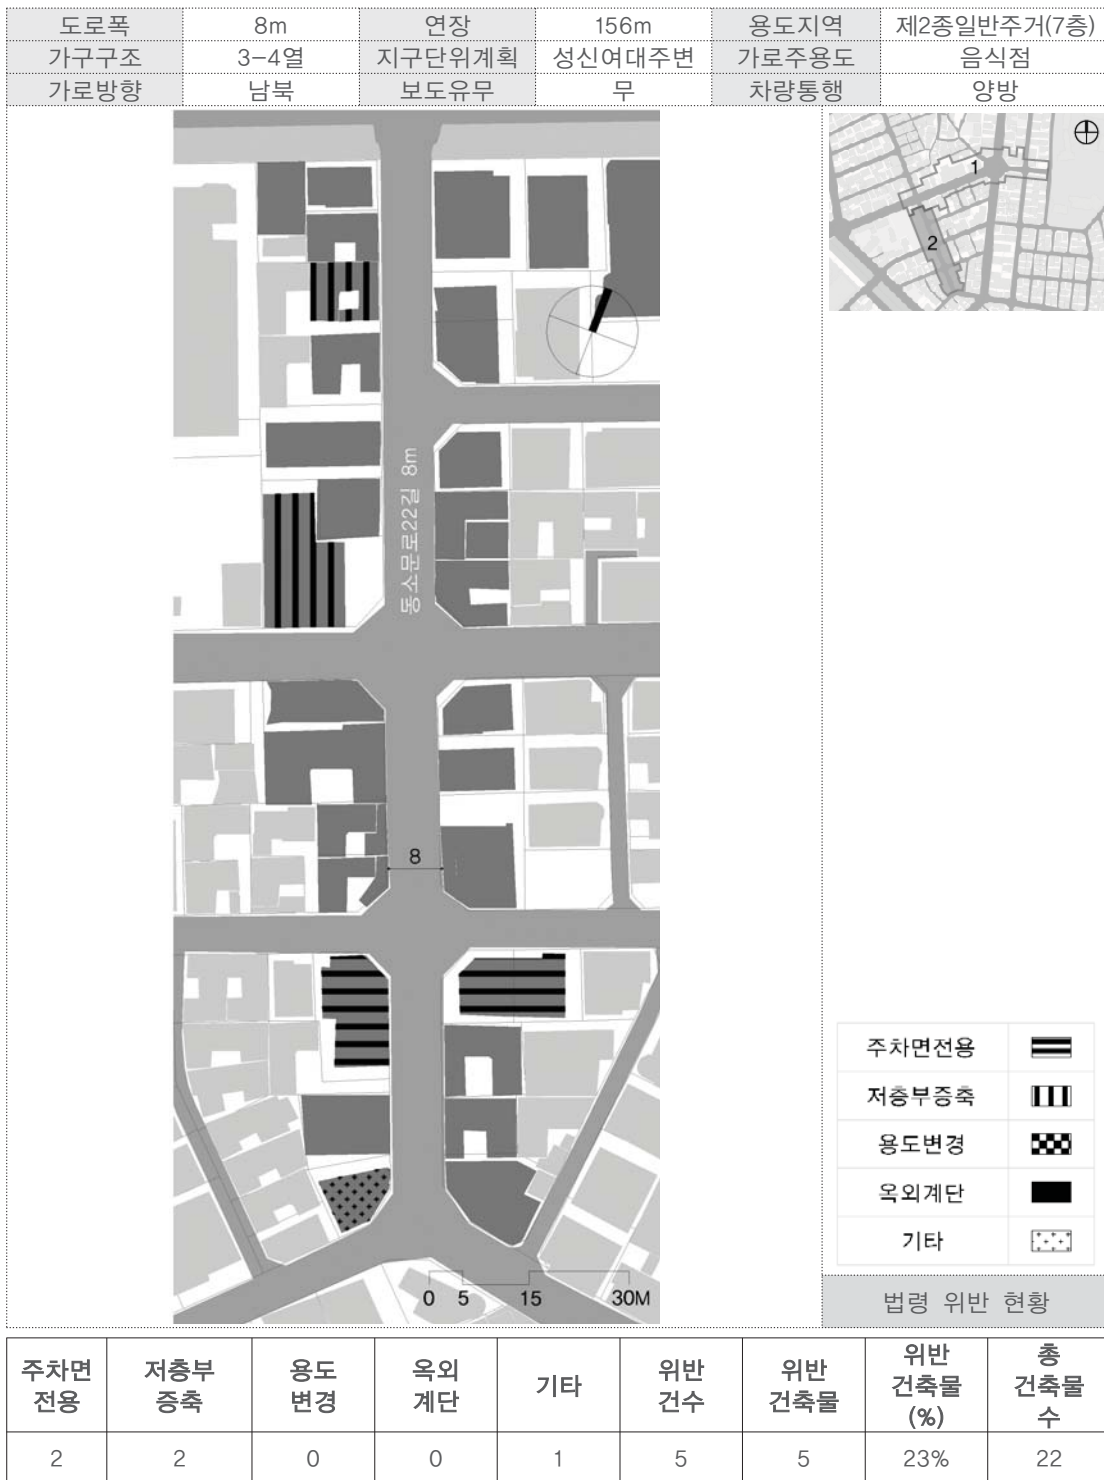 도로폭 8m 연장 156m 용도지역 제2종일반주거(7층)
가구구조 3-4열 지구단위계획 성신여대주변 가로주용도 음식점
가로방향 남북 보도유무 무 차량통행 양방
1
2
동소문로22길 8m
8
0 5 15 30M
주차면전용
저층부증축
용도변경
옥외계단
기타
법령 위반 현황
주차면 전용 저층부 증축 용도 변경 옥외 계단 기타 위반 건수 위반 건축물 위반 건축물 (%) 총 건축물 수
2 2 0 0 1 5 5 23% 22